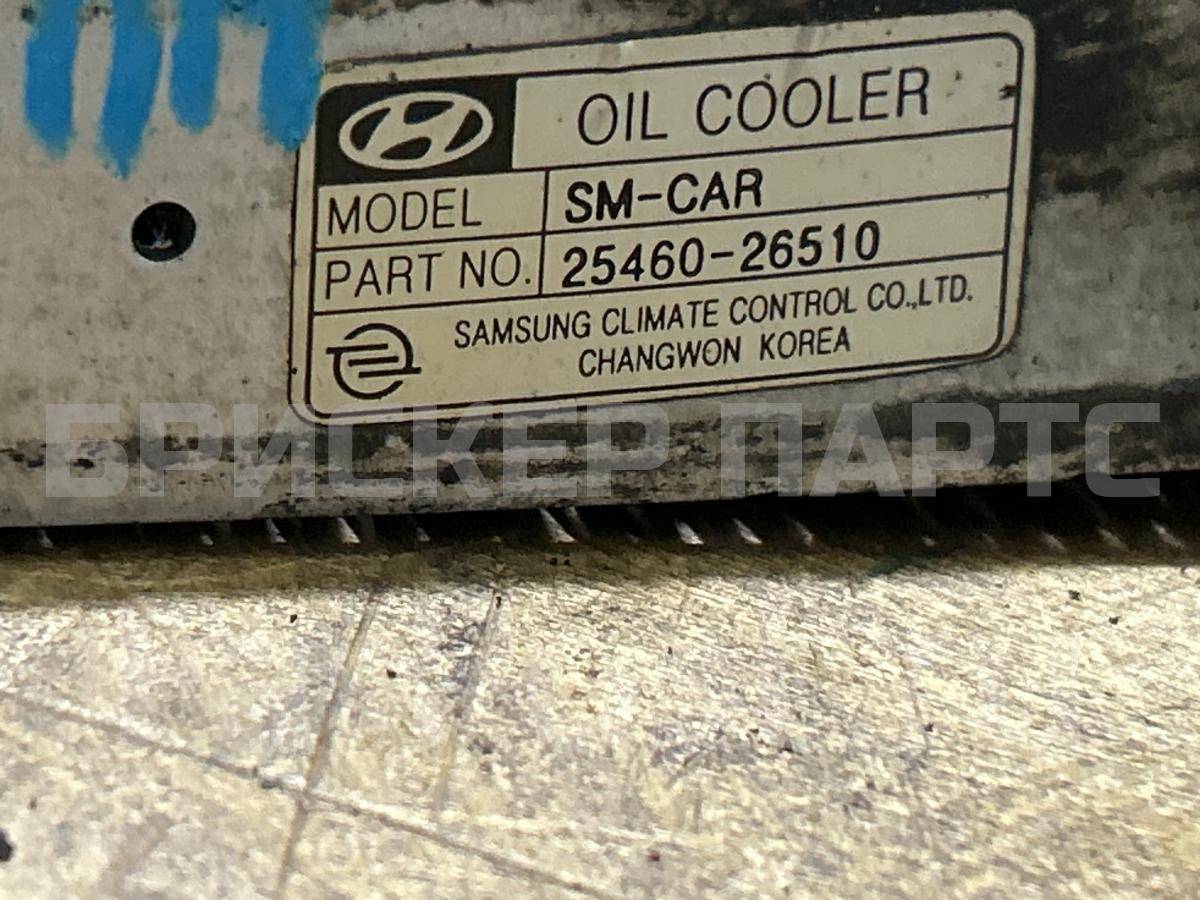 OIL COOLER
MODEL SM-CAR
PART NO. 25460-26510
SAMSUNG CLIMATE CONTROL CO.,LTD.
CHANGWON KOREA
БРИСКЕР ПАРТС